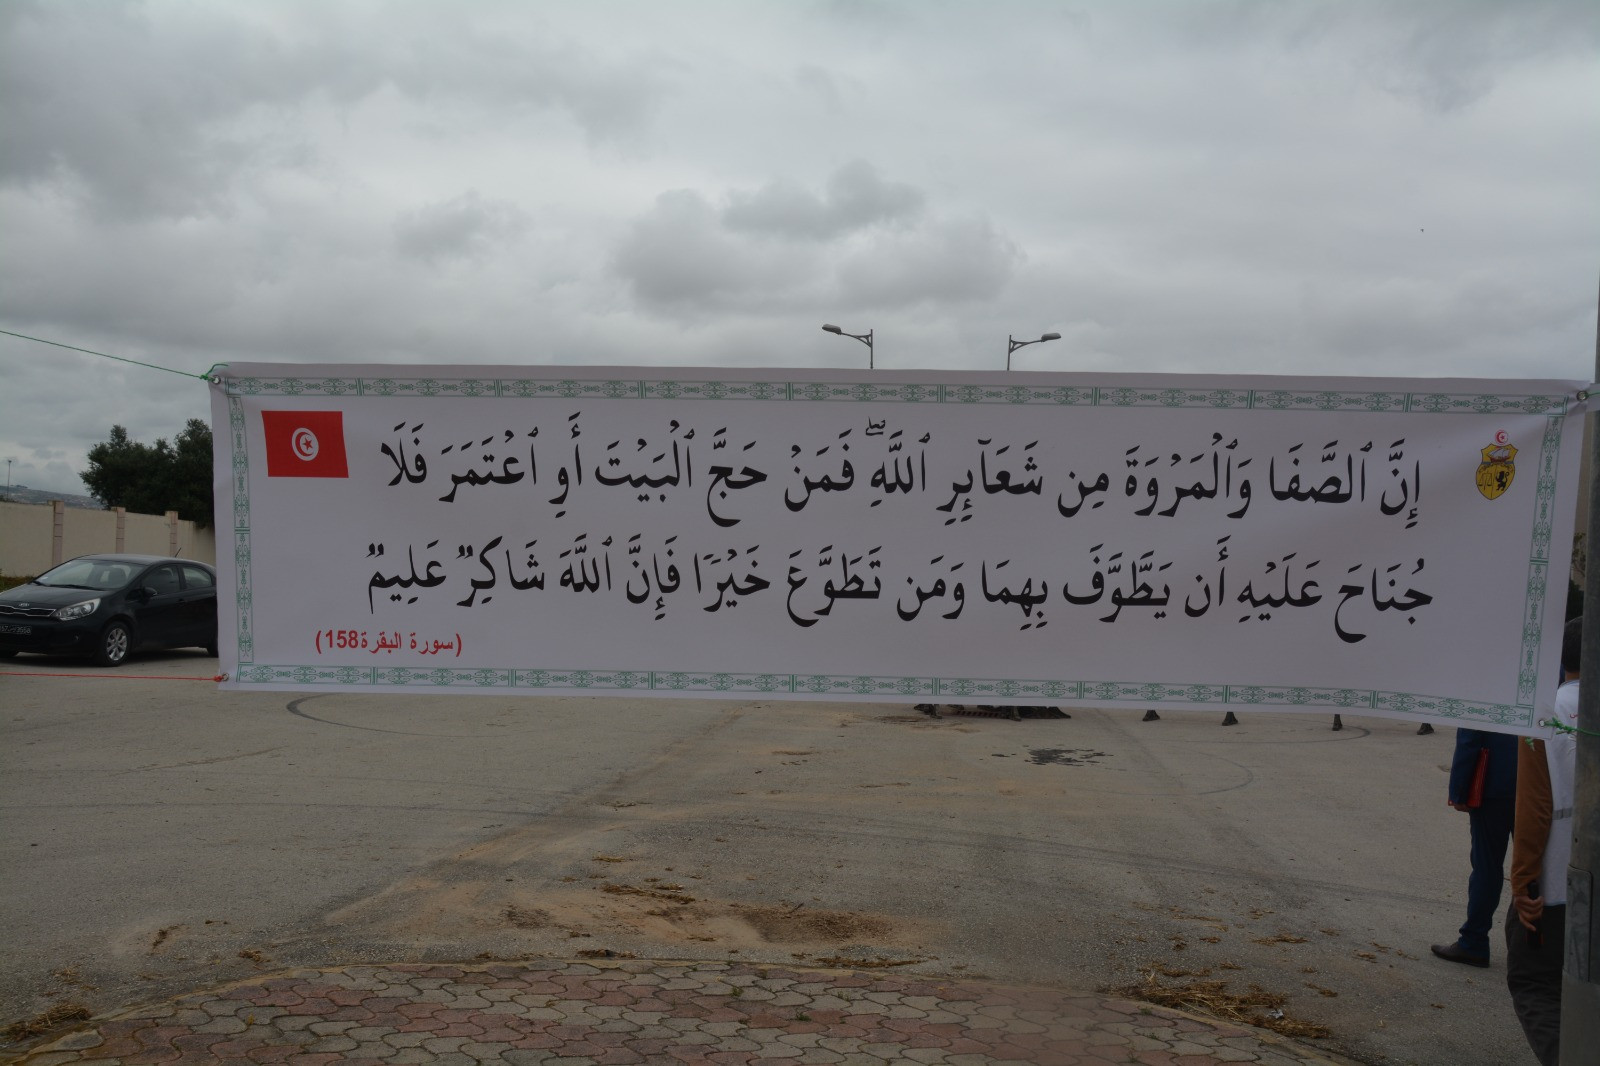 إِنَّ ٱلصَّفَا وَٱلْمَرْوَةَ مِن شَعَآئِرِ ٱللَّهِۖ فَمَنْ حَجَّ ٱلْبَيْتَ أَوِ ٱعْتَمَرَ فَلَا
جُنَاحَ عَلَيْهِ أَن يَطَّوَّفَ بِهِمَا وَمَن تَطَوَّعَ خَيْرًا فَإِنَّ ٱللَّهَ شَاكِرٌ عَلِيمٌ
(سورة البقرة158)